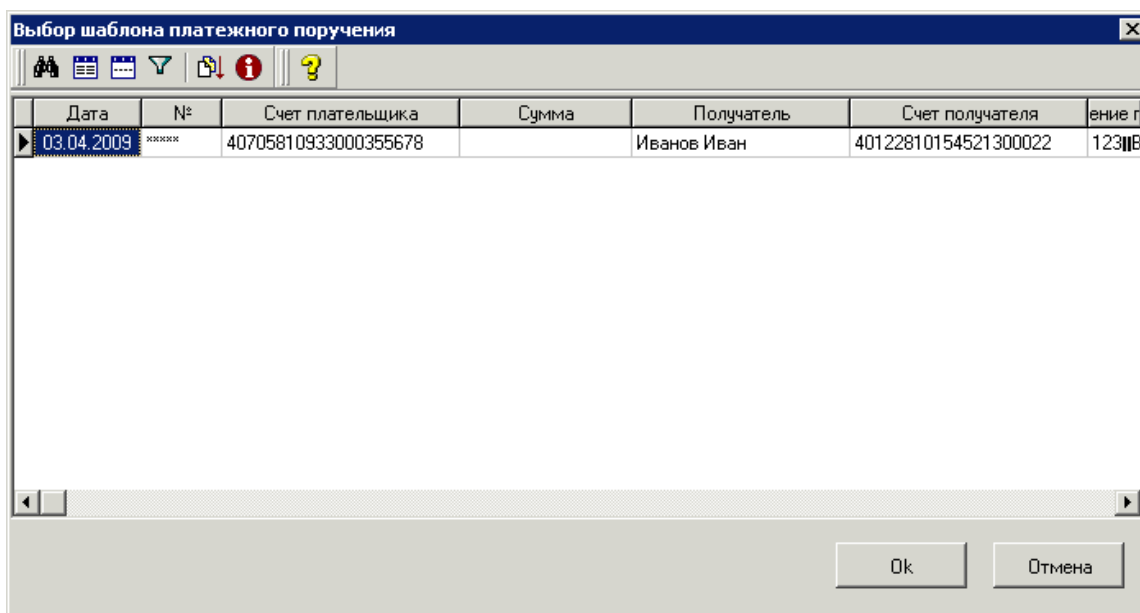 Выбор шаблона платежного поручения
Дата № Счет плательщика Сумма Получатель Счет получателя ение г
03.04.2009 ***** 40705810933000355678 Иванов Иван 40122810154521300022 123||В
Ok Отмена